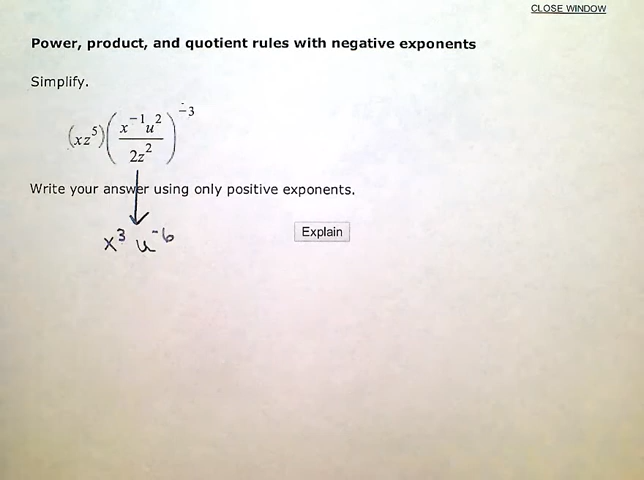 CLOSE WINDOW
Power, product, and quotient rules with negative exponents
Simplify.
(xz⁵)(x⁻¹u²/2z²)⁻³
Write your answer using only positive exponents.
Explain
x³ u⁻⁶